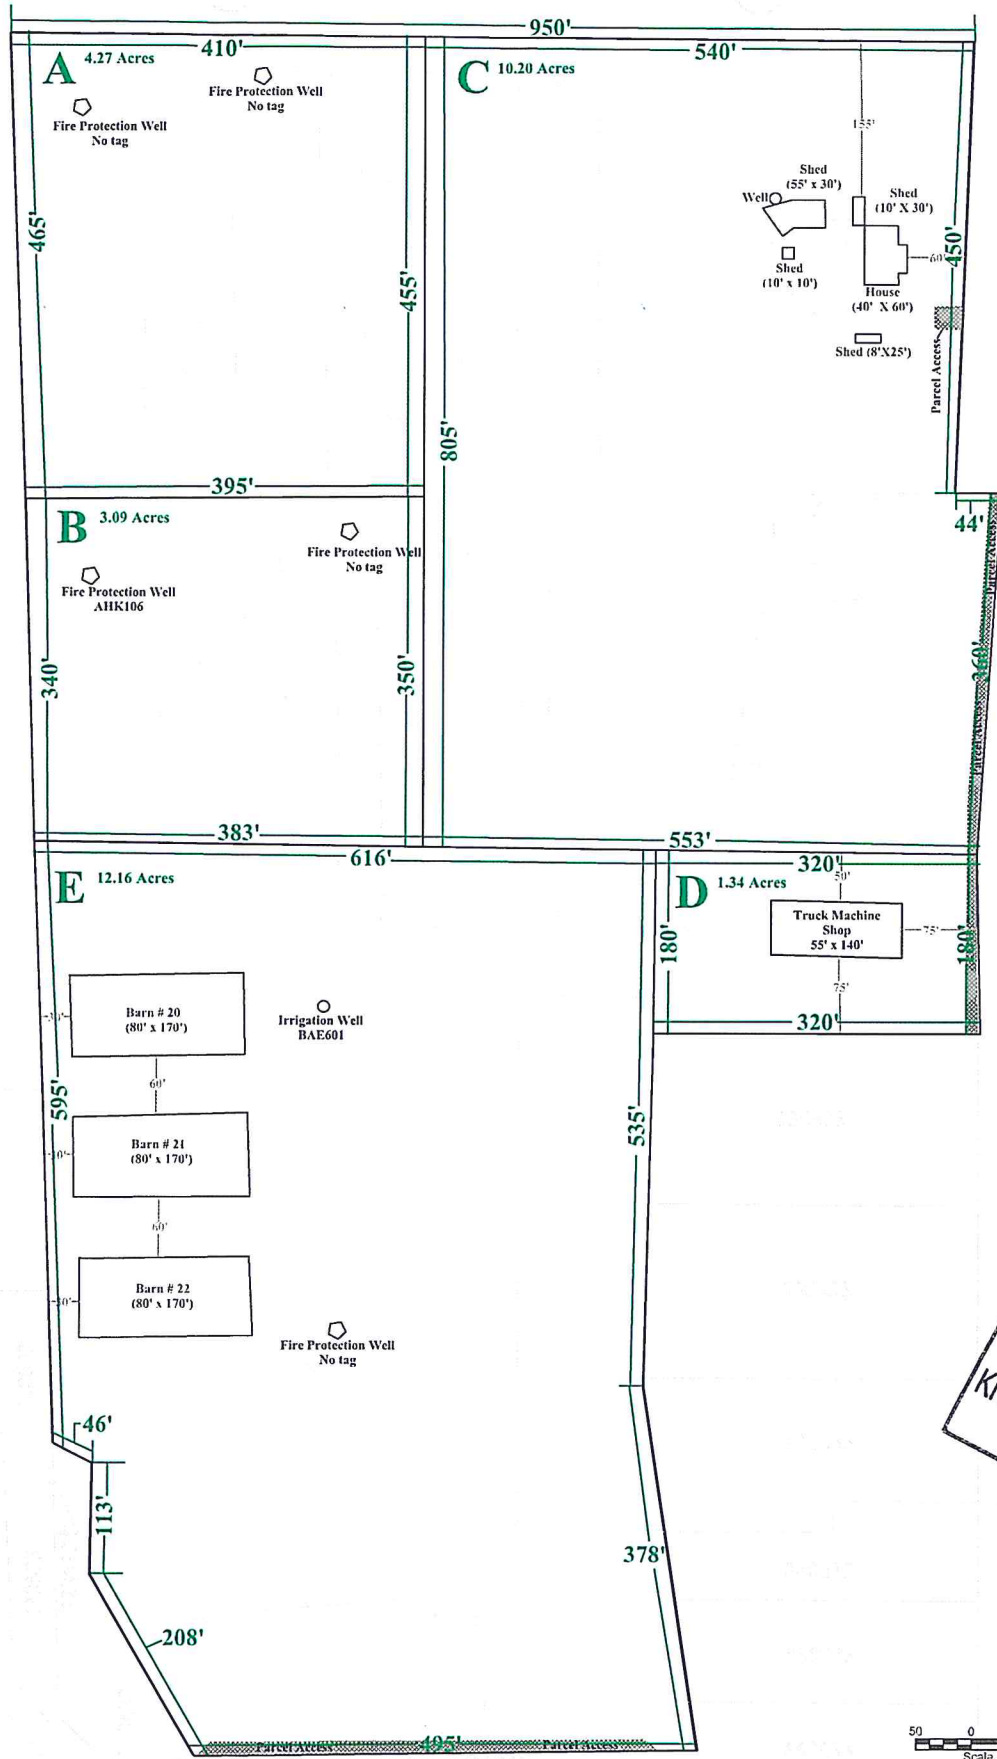 950'
410'
540'
A
4.27 Acres
Fire Protection Well
No tag
Fire Protection Well
No tag
465'
455'
395'
C
10.20 Acres
155'
Shed
(55' x 30')
Well
Shed
(10' X 30')
Shed
(10' x 10')
60'
450'
House
(40' X 60')
Shed (8'X25')
Parcel Access
805'
44'
Parcel Access
Parcel Access
B
3.09 Acres
Fire Protection Well
No tag
Fire Protection Well
AHK106
340'
350'
383'
553'
616'
320'
E
12.16 Acres
D
1.34 Acres
50'
Truck Machine
Shop
55' x 140'
75'
180'
180'
75'
320'
Barn # 20
(80' x 170')
Irrigation Well
BAE601
60'
595'
535'
Barn # 21
(80' x 170')
60'
Barn # 22
(80' x 170')
Fire Protection Well
No tag
46'
113'
378'
208'
Parcel Access
495'
Parcel Access
50
0
Scale